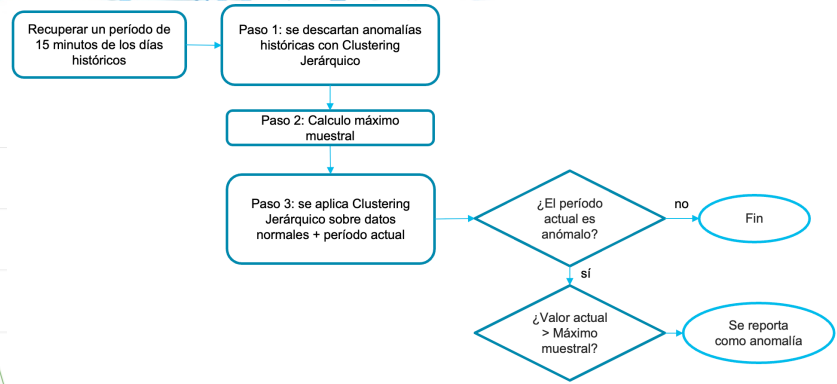 Recuperar un período de
15 minutos de los días
históricos
Paso 1: se descartan anomalías
históricas con Clustering
Jerárquico
Paso 2: Calculo máximo
muestral
Paso 3: se aplica Clustering
Jerárquico sobre datos
normales + período actual
¿El período
actual es
anómalo?
no
Fin
sí
¿Valor actual
> Máximo
muestral?
Se reporta
como anomalía